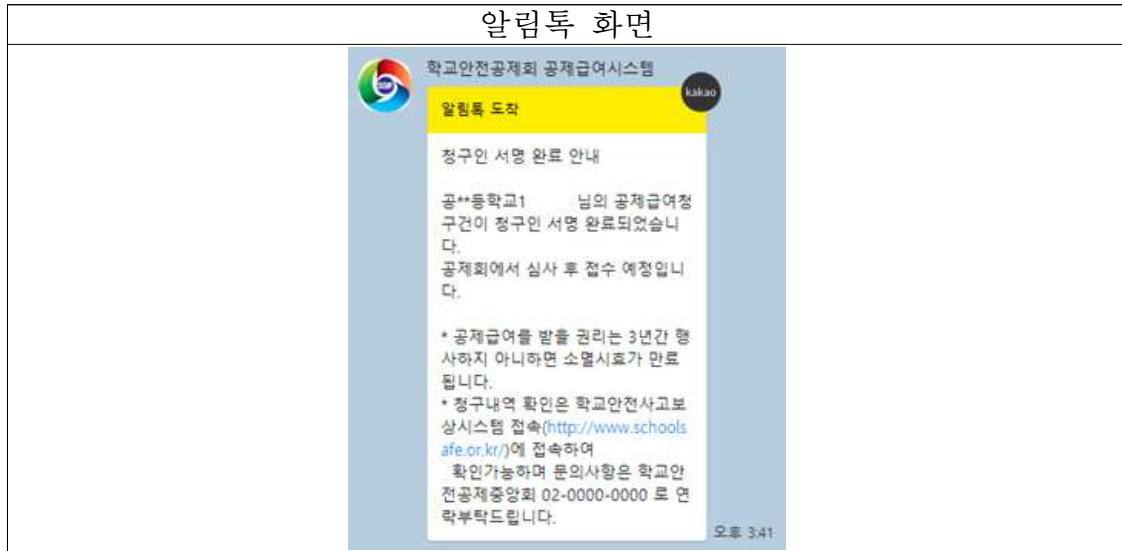 알림톡 화면
학교안전공제회 공제급여시스템
kakao
알림톡 도착
청구인 서명 완료 안내
공**등학교1 님의 공제급여청
구건이 청구인 서명 완료되었습니
다.
공제회에서 심사 후 접수 예정입니
다.
* 공제급여를 받을 권리는 3년간 행
사하지 아니하면 소멸시효가 만료
됩니다.
* 청구내역 확인은 학교안전사고보
상시스템 접속(http://www.schools
afe.or.kr/)에 접속하여
확인가능하며 문의사항은 학교안
전공제중앙회 02-0000-0000 로 연
락부탁드립니다.
오후 3:41